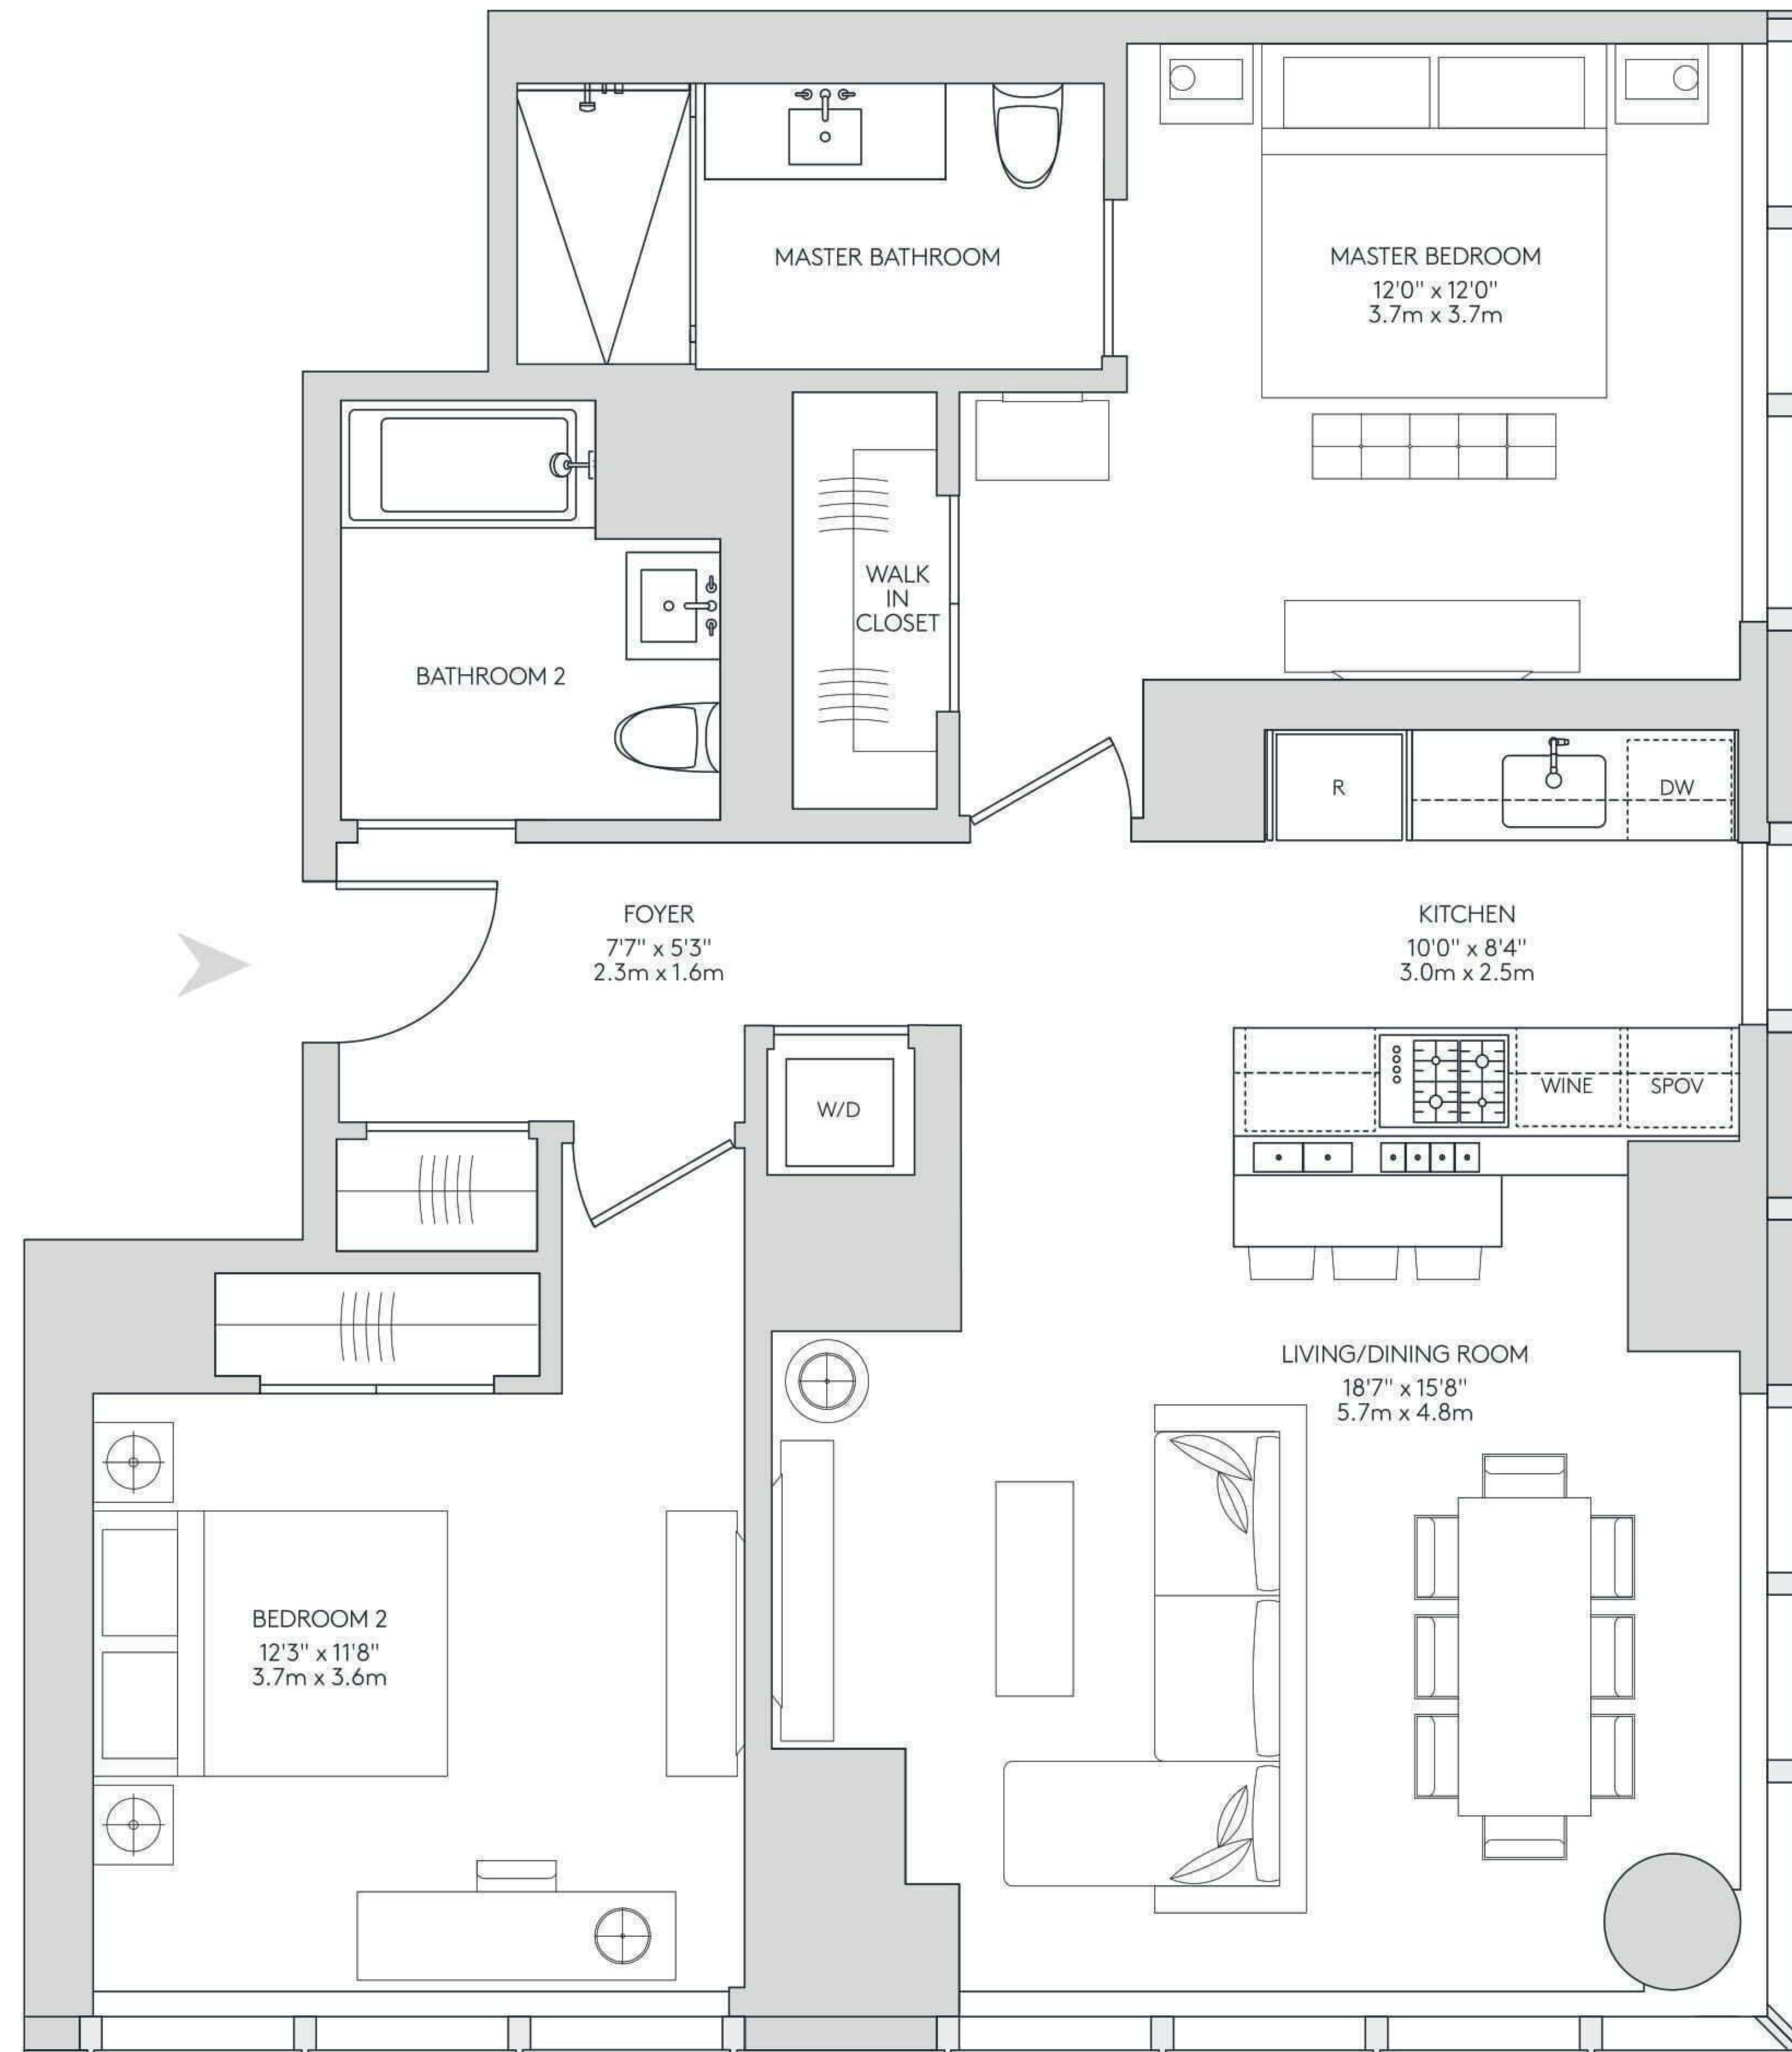 MASTER BATHROOM
MASTER BEDROOM
12'0" x 12'0"
3.7m x 3.7m
WALK
IN
CLOSET
BATHROOM 2
R
DW
FOYER
7'7" x 5'3"
2.3m x 1.6m
KITCHEN
10'0" x 8'4"
3.0m x 2.5m
W/D
WINE
SPOV
LIVING/DINING ROOM
18'7" x 15'8"
5.7m x 4.8m
BEDROOM 2
12'3" x 11'8"
3.7m x 3.6m